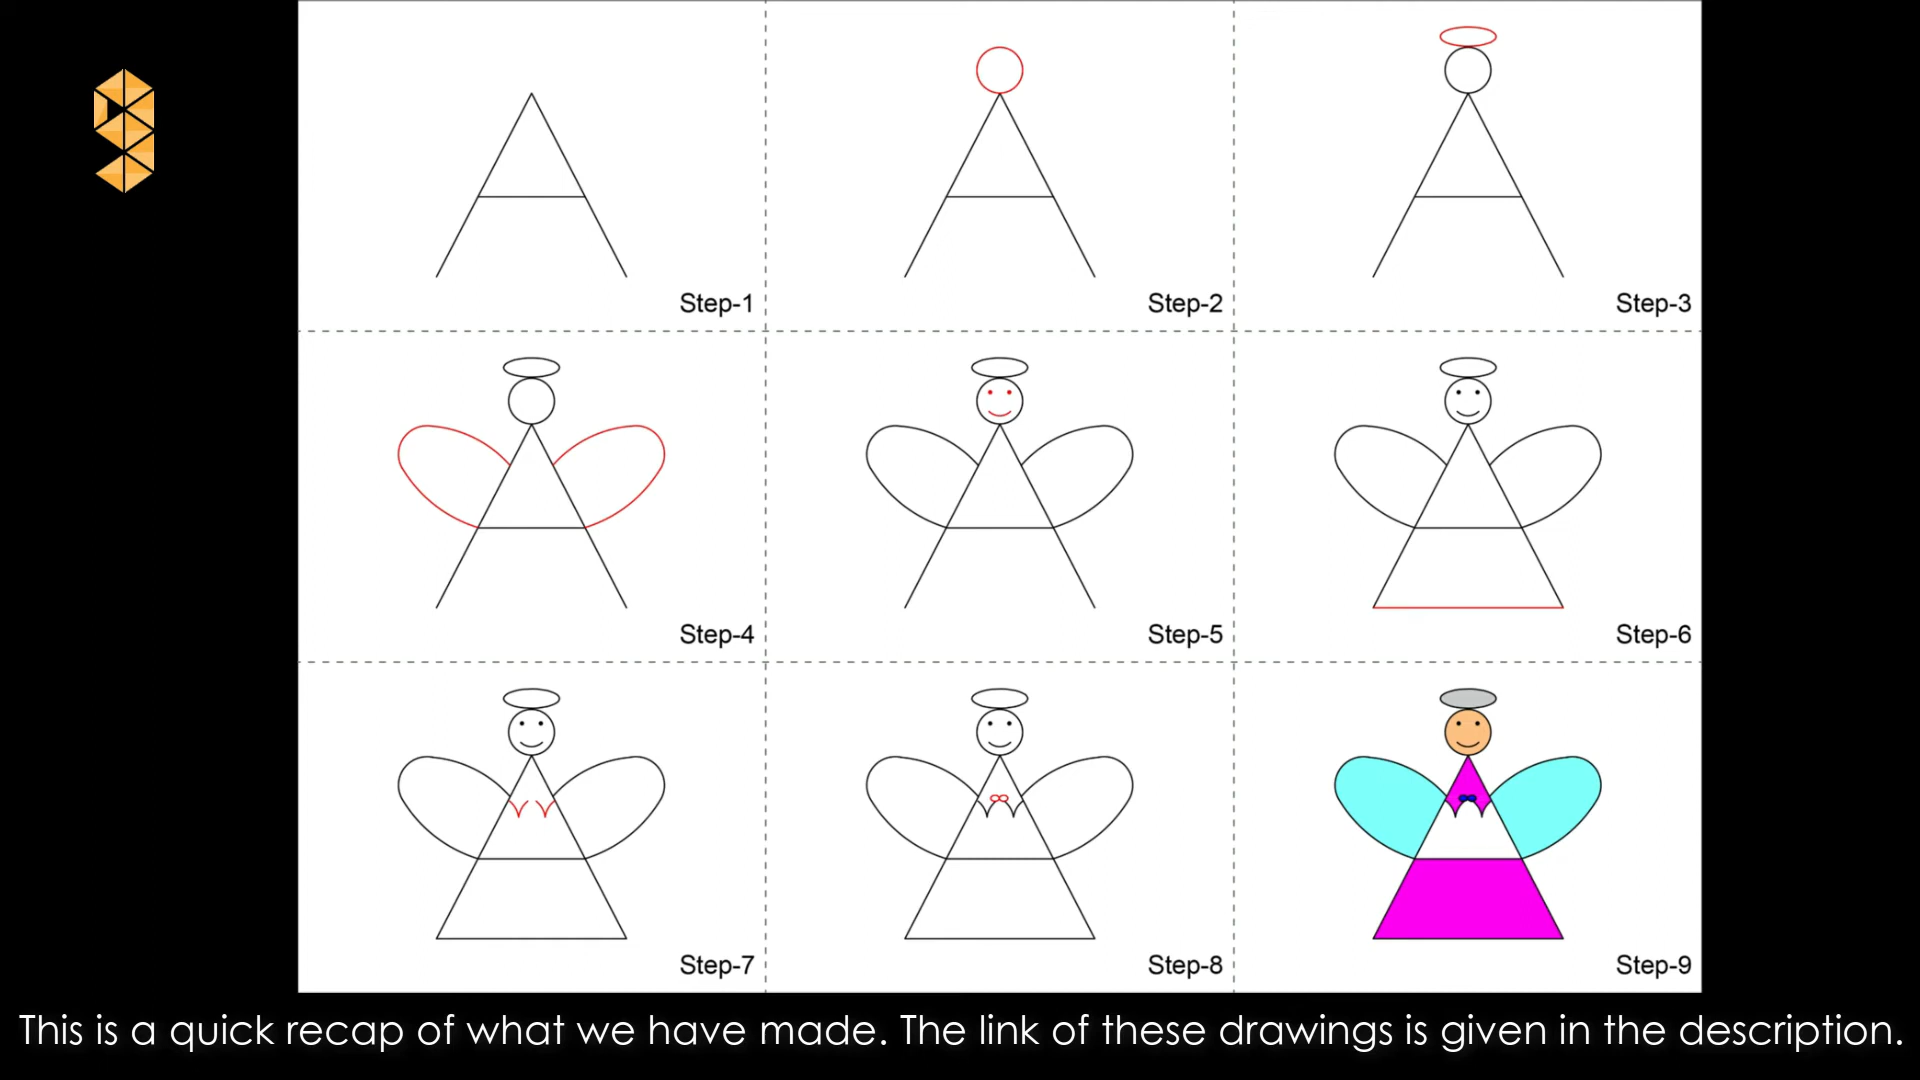 Step-1
Step-2
Step-3
Step-4
Step-5
Step-6
Step-7
Step-8
Step-9
This is a quick recap of what we have made. The link of these drawings is given in the description.